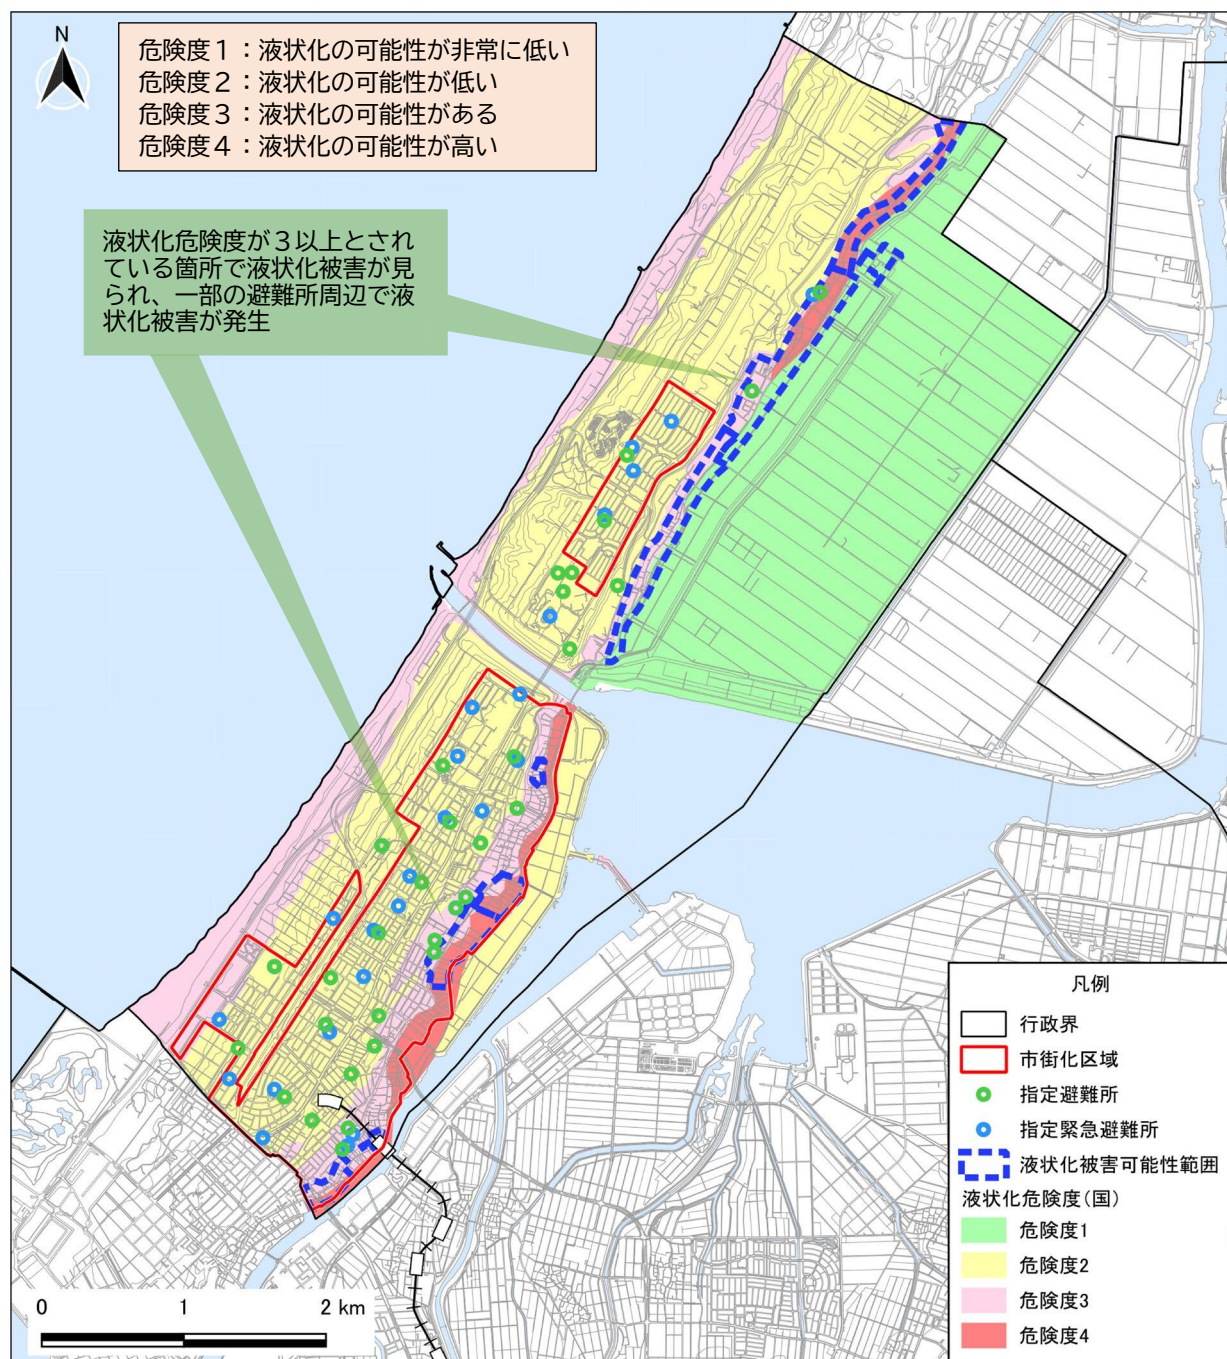 N
危険度１：液状化の可能性が非常に低い
危険度２：液状化の可能性が低い
危険度３：液状化の可能性がある
危険度４：液状化の可能性が高い
液状化危険度が３以上とされ
ている箇所で液状化被害が見
られ、一部の避難所周辺で液
状化被害が発生
凡例
行政界
市街化区域
指定避難所
指定緊急避難所
液状化被害可能性範囲
液状化危険度(国)
危険度1
危険度2
危険度3
危険度4
0 1 2 km